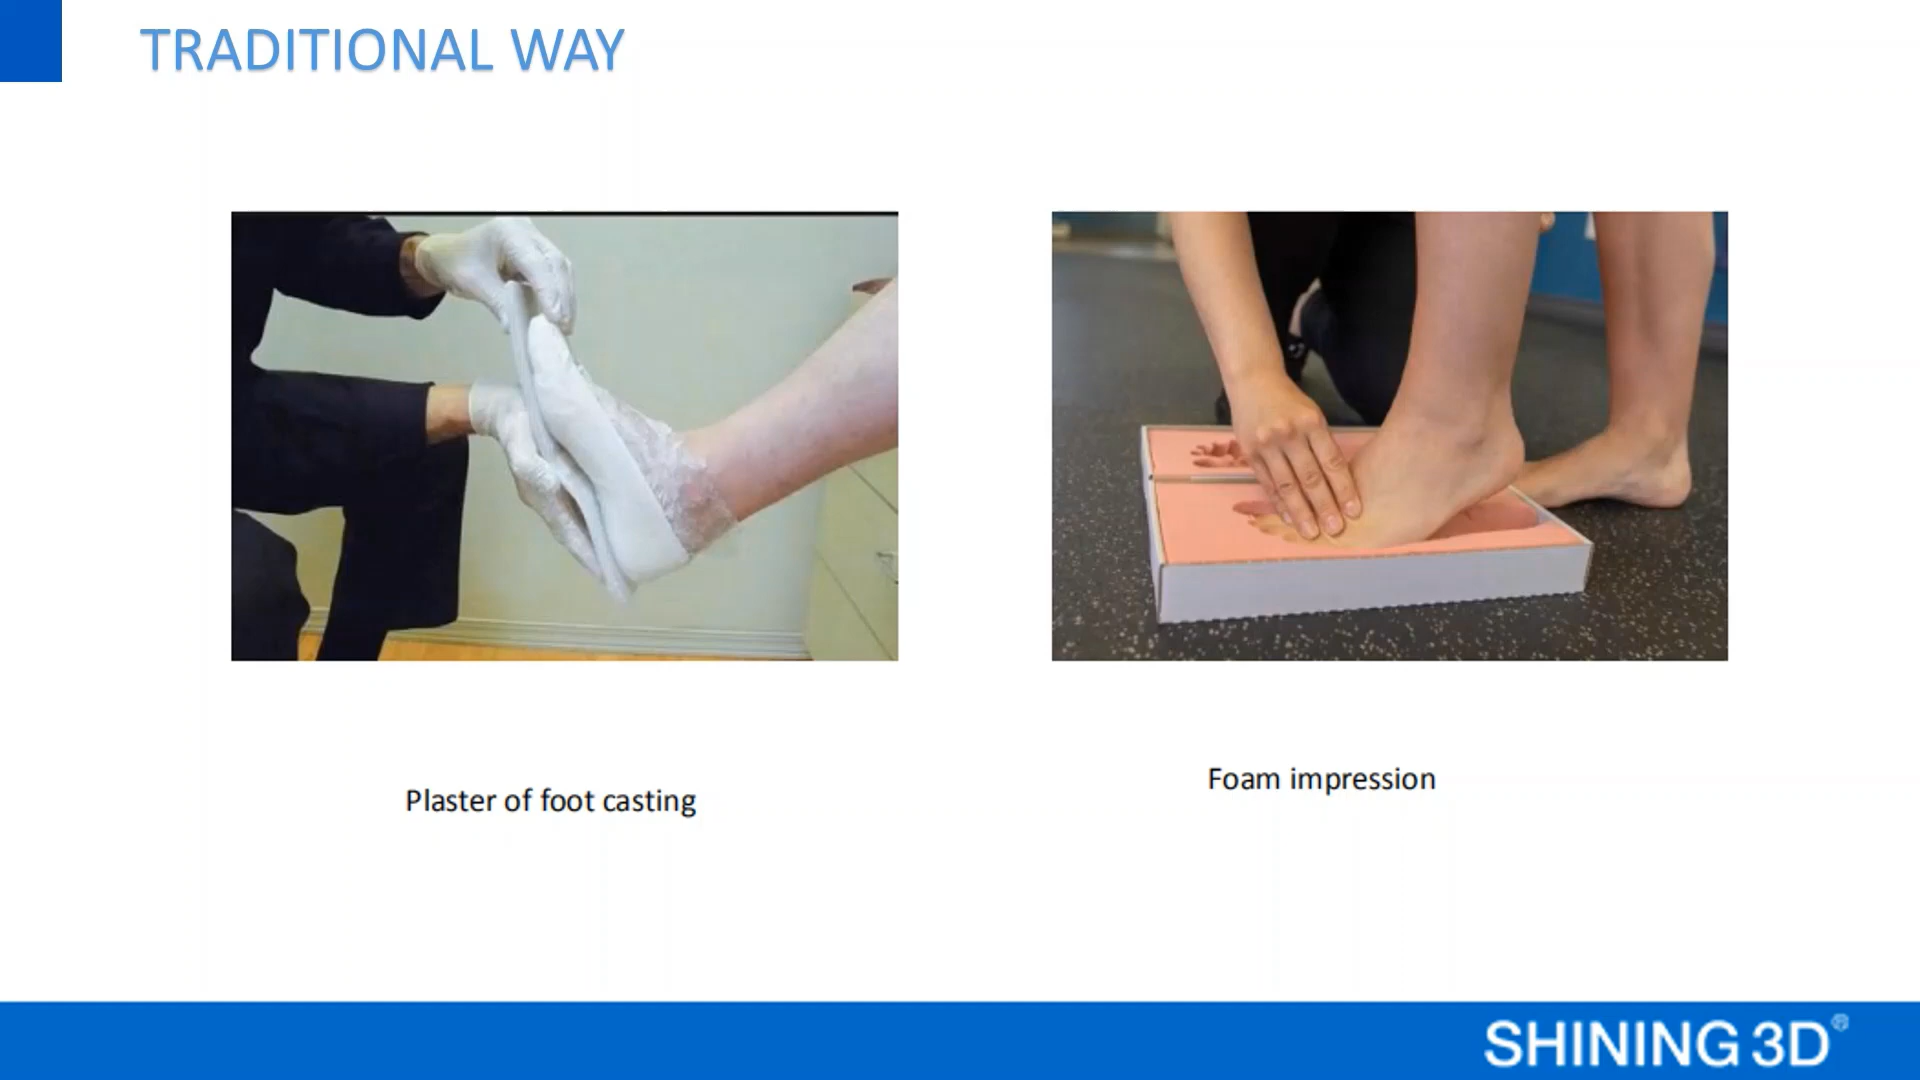 TRADITIONAL WAY
Plaster of foot casting
Foam impression
SHINING 3D®